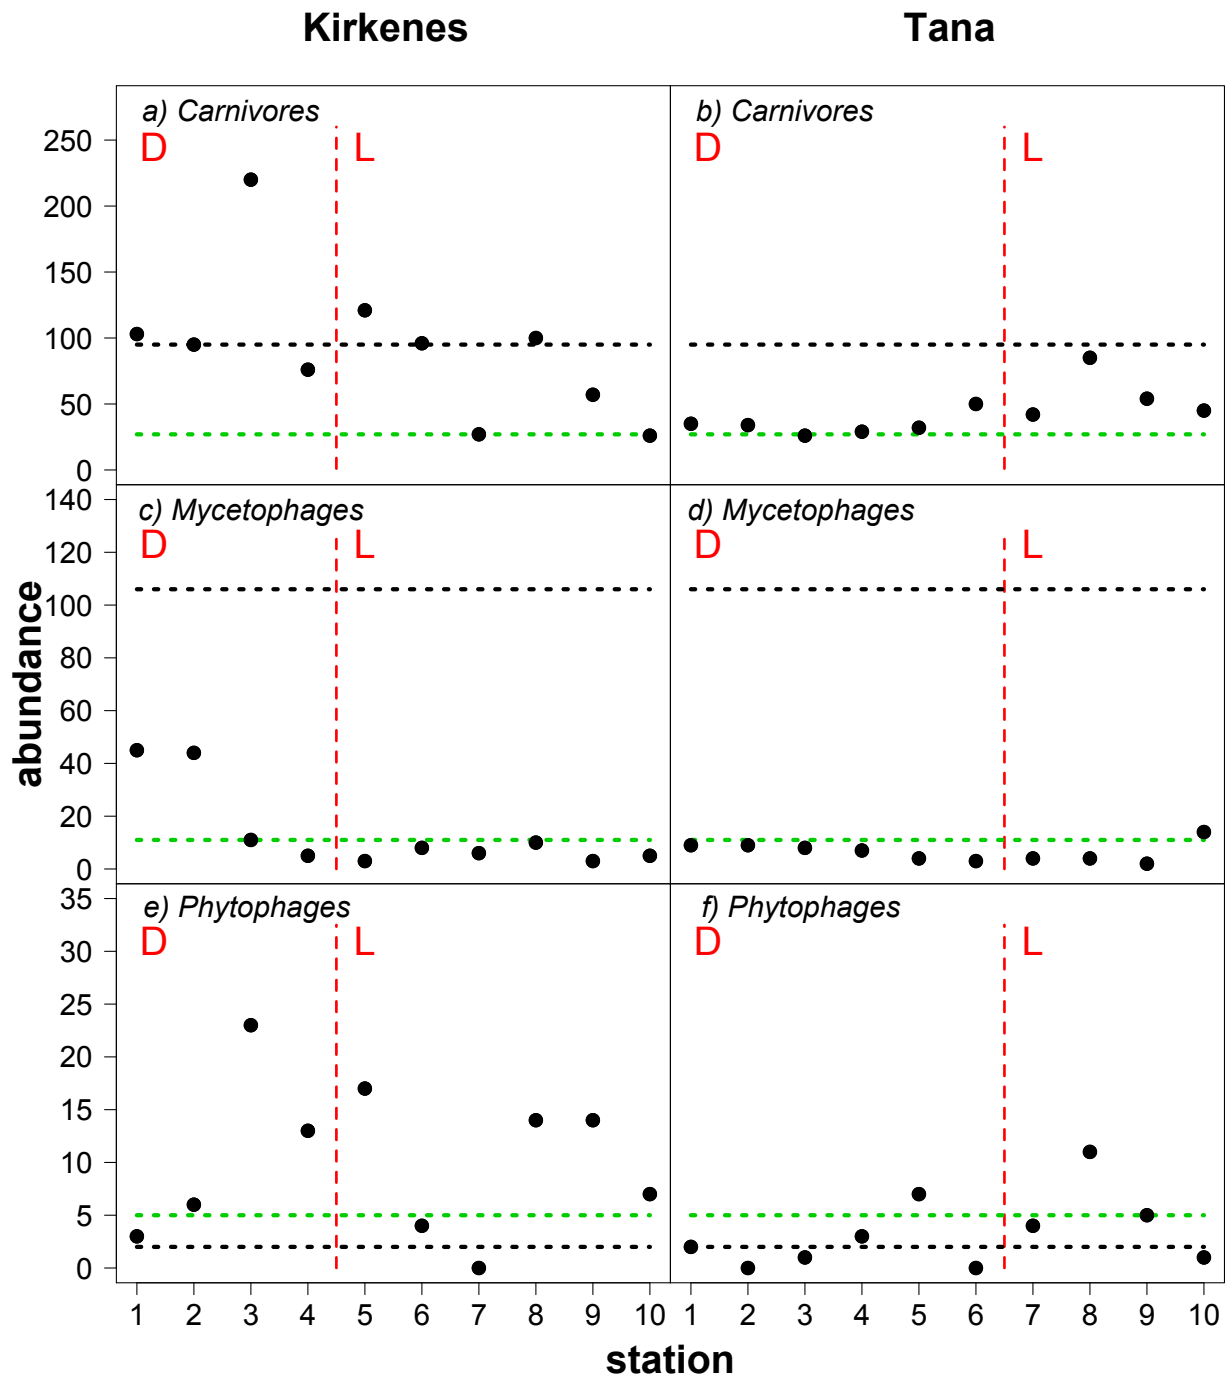 Kirkenes Tana
a) Carnivores b) Carnivores
D L D L
250
200
150
100
50
0
c) Mycetophages d) Mycetophages
D L D L
140
120
100
80
60
40
20
0
abundance
e) Phytophages f) Phytophages
D L D L
35
30
25
20
15
10
5
0
1 2 3 4 5 6 7 8 9 10 1 2 3 4 5 6 7 8 9 10
station